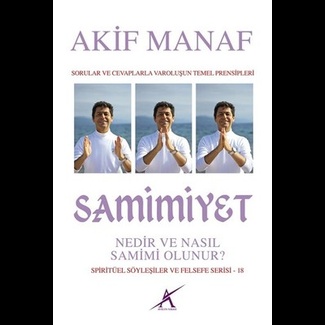 AKİF MANAF
SORULAR VE CEVAPLARLA VAROLUŞUN TEMEL PRENSİPLERİ
SAMİMİYET
NEDİR VE NASIL
SAMİMİ OLUNUR?
SPİRİTÜEL SÖYLEŞİLER VE FELSEFE SERİSİ - 18